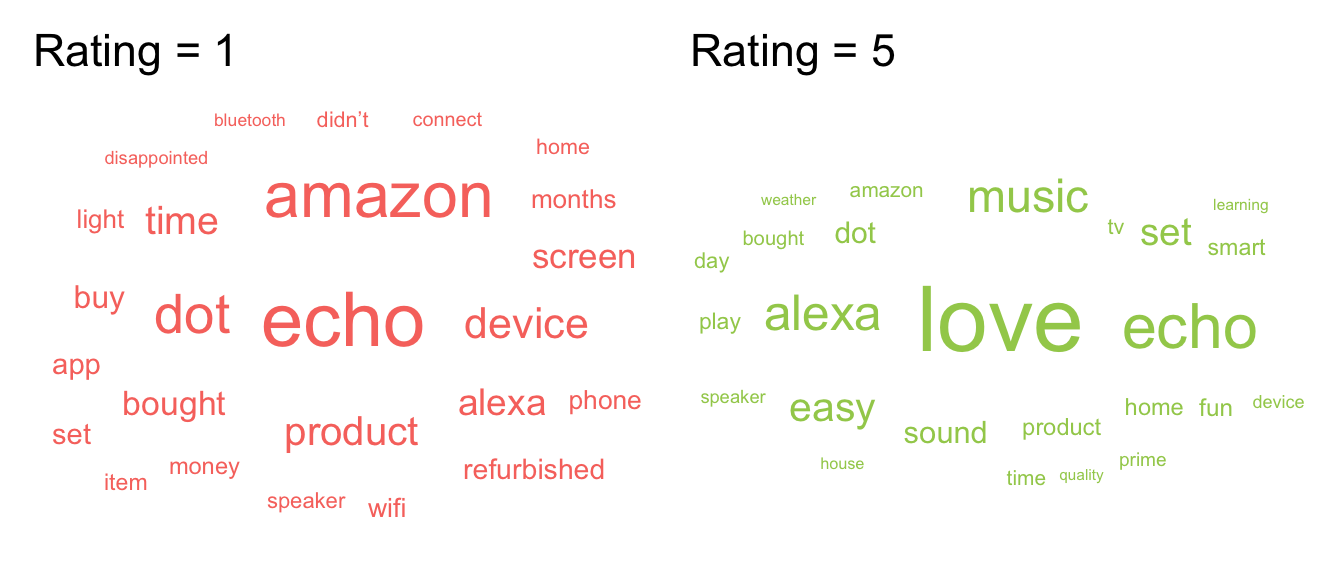 Rating = 1
bluetooth didn't connect
home
disappointed
amazon
months
light time
screen
buy
dot echo device
app
bought
alexa phone
set
product
money
refurbished
item
speaker wifi
Rating = 5
weather amazon music
learning
bought dot
tv set smart
day
play alexa love echo
speaker easy
home fun device
sound product
house
prime
time quality